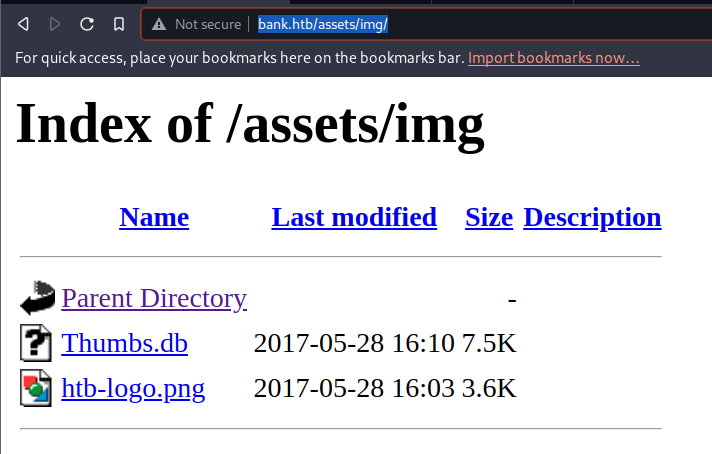 Not secure bank.htb/assets/img/
For quick access, place your bookmarks here on the bookmarks bar. Import bookmarks now...
Index of /assets/img
Name Last modified Size Description
Parent Directory -
Thumbs.db 2017-05-28 16:10 7.5K
htb-logo.png 2017-05-28 16:03 3.6K